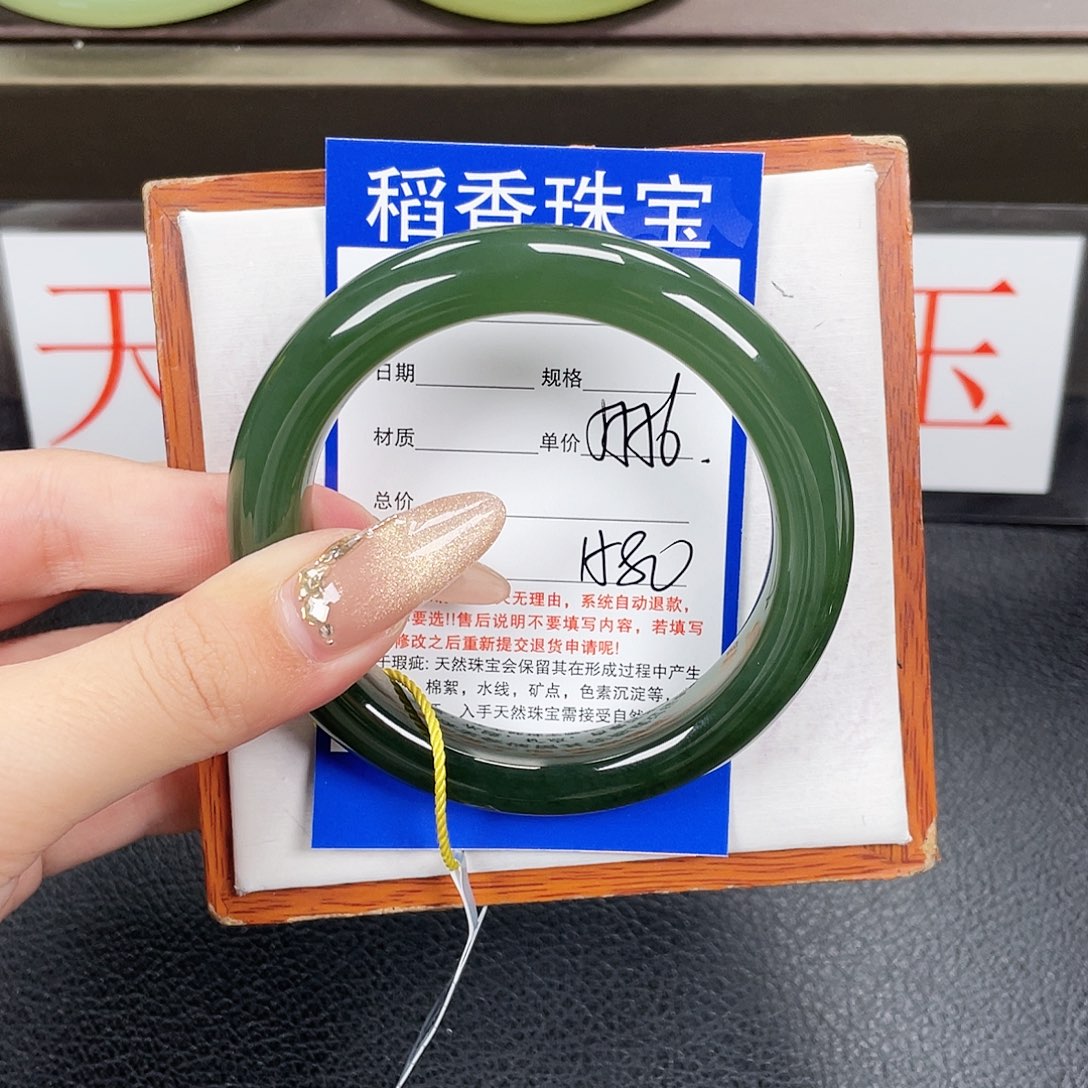 稻香珠宝
天
玉
日期 规格
材质 单价
总价
天无理由，系统自动退款，
要选!!售后说明不要填写内容，若填写
修改之后重新提交退货申请呢!
于瑕疵: 天然珠宝会保留其在形成过程中产生
棉絮，水线，矿点，色素沉淀等，
入手天然珠宝需接受自然